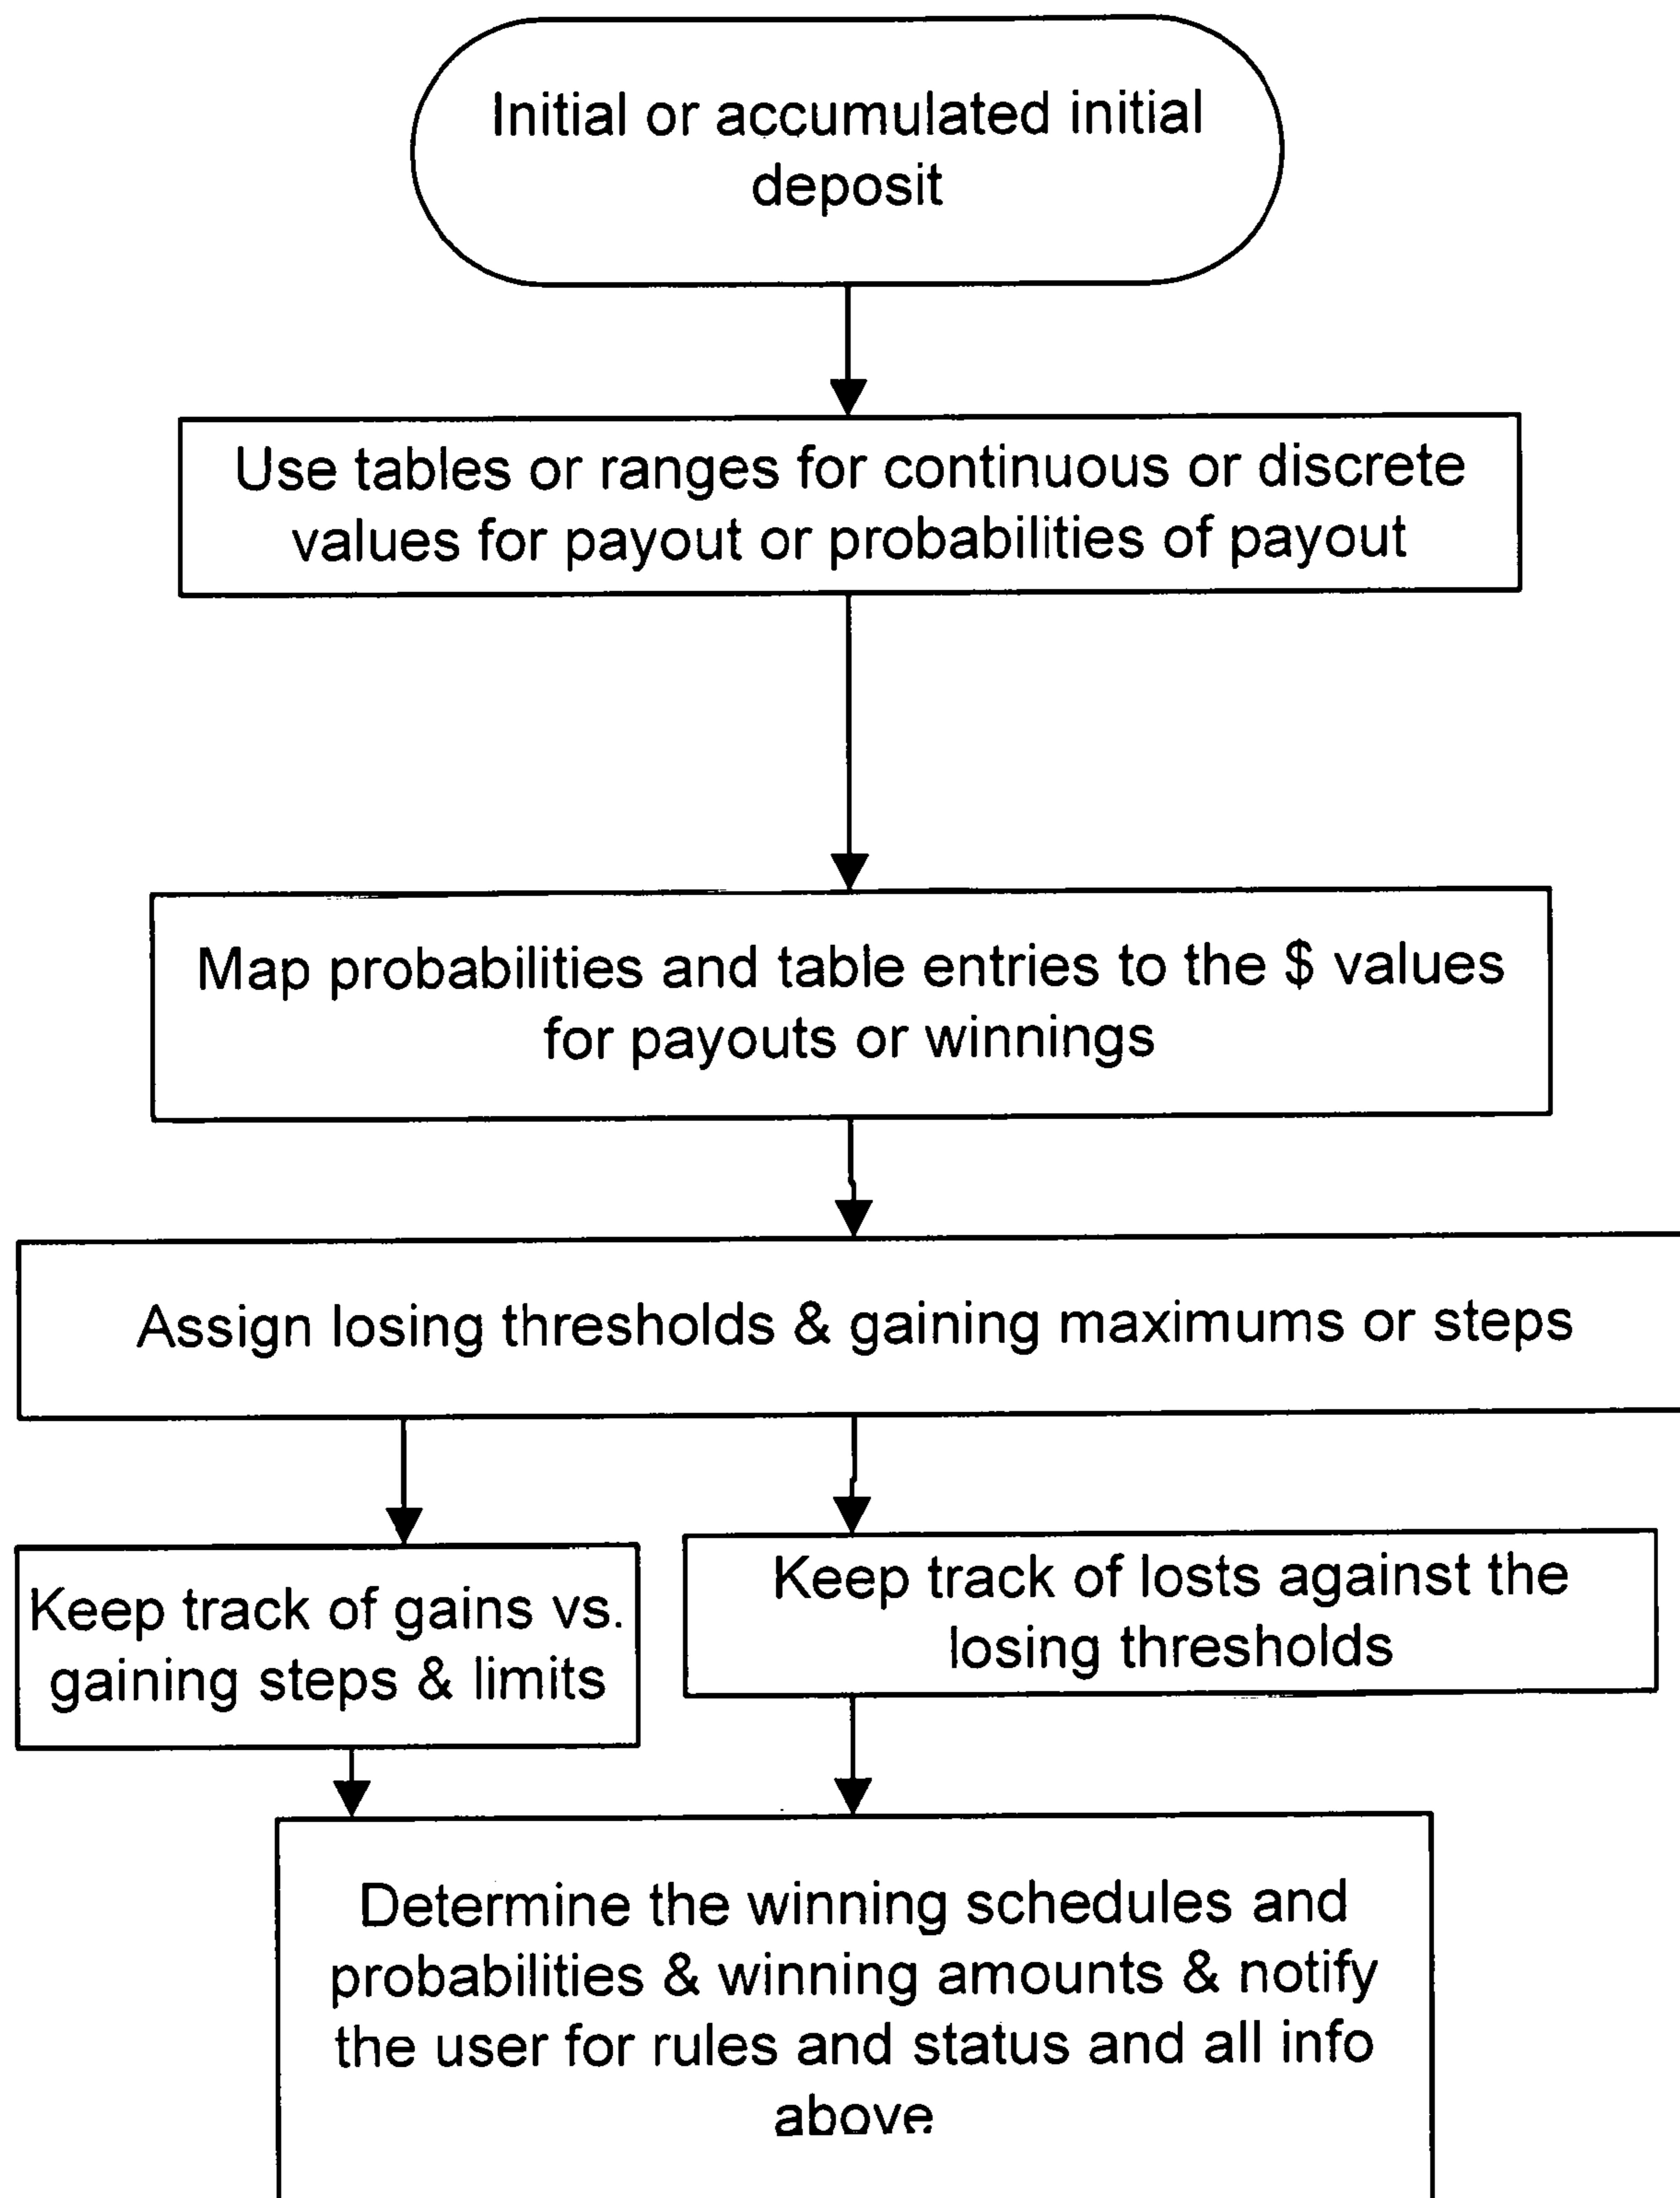 Initial or accumulated initial
deposit
Use tables or ranges for continuous or discrete
values for payout or probabilities of payout
Map probabilities and table entries to the $ values
for payouts or winnings
Assign losing thresholds & gaining maximums or steps
Keep track of gains vs.
gaining steps & limits
Keep track of losts against the
losing thresholds
Determine the winning schedules and
probabilities & winning amounts & notify
the user for rules and status and all info
above